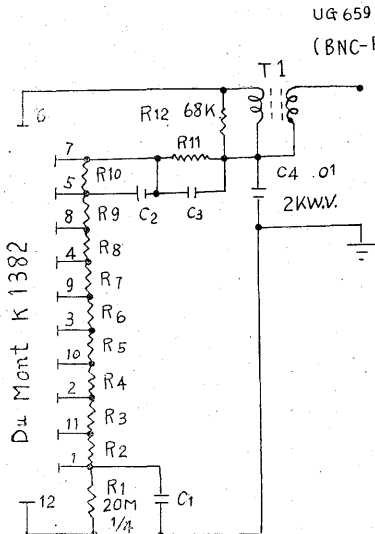 UG 659
(BNC-
T1
6
R12 68K
R11
7
R10
5
C2
C3
C4 .01
2KW.V.
R9
8
R8
4
R7
9
R6
3
R5
10
R4
2
R3
11
R2
1
R1
20M
1/4
C1
12
Du Mont K1382